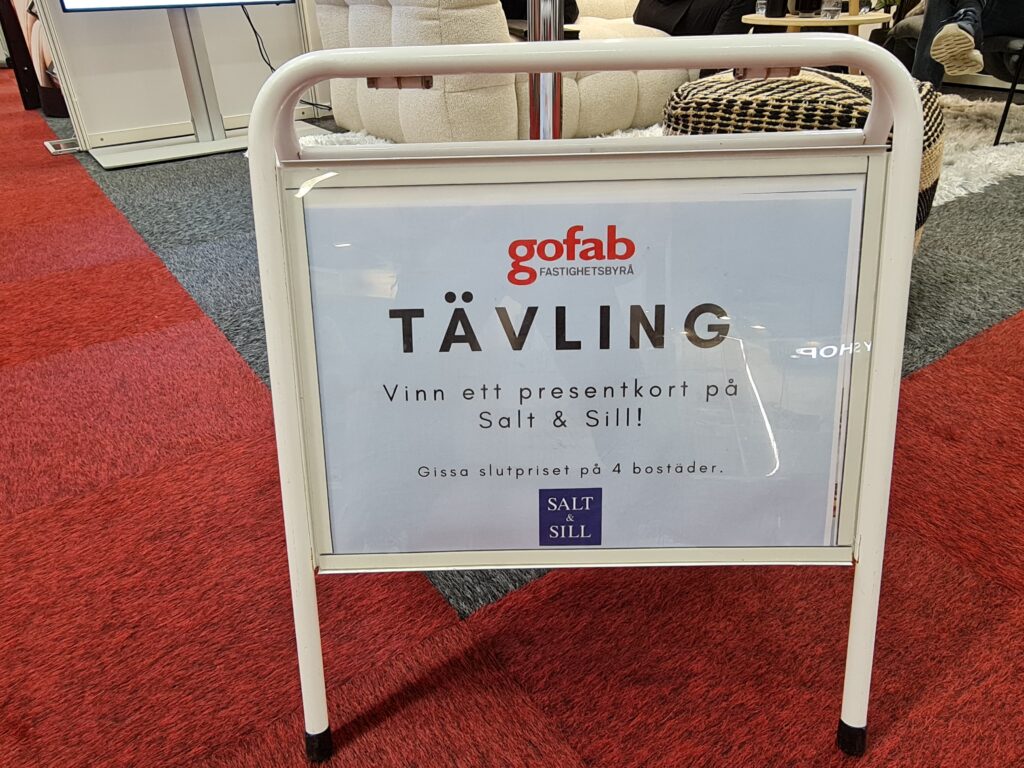 gofab
FASTIGHETSBYRÅ
TÄVLING
Vinn ett presentkort på
Salt & Sill!
Gissa slutpriset på 4 bostäder.
SALT
&
SILL